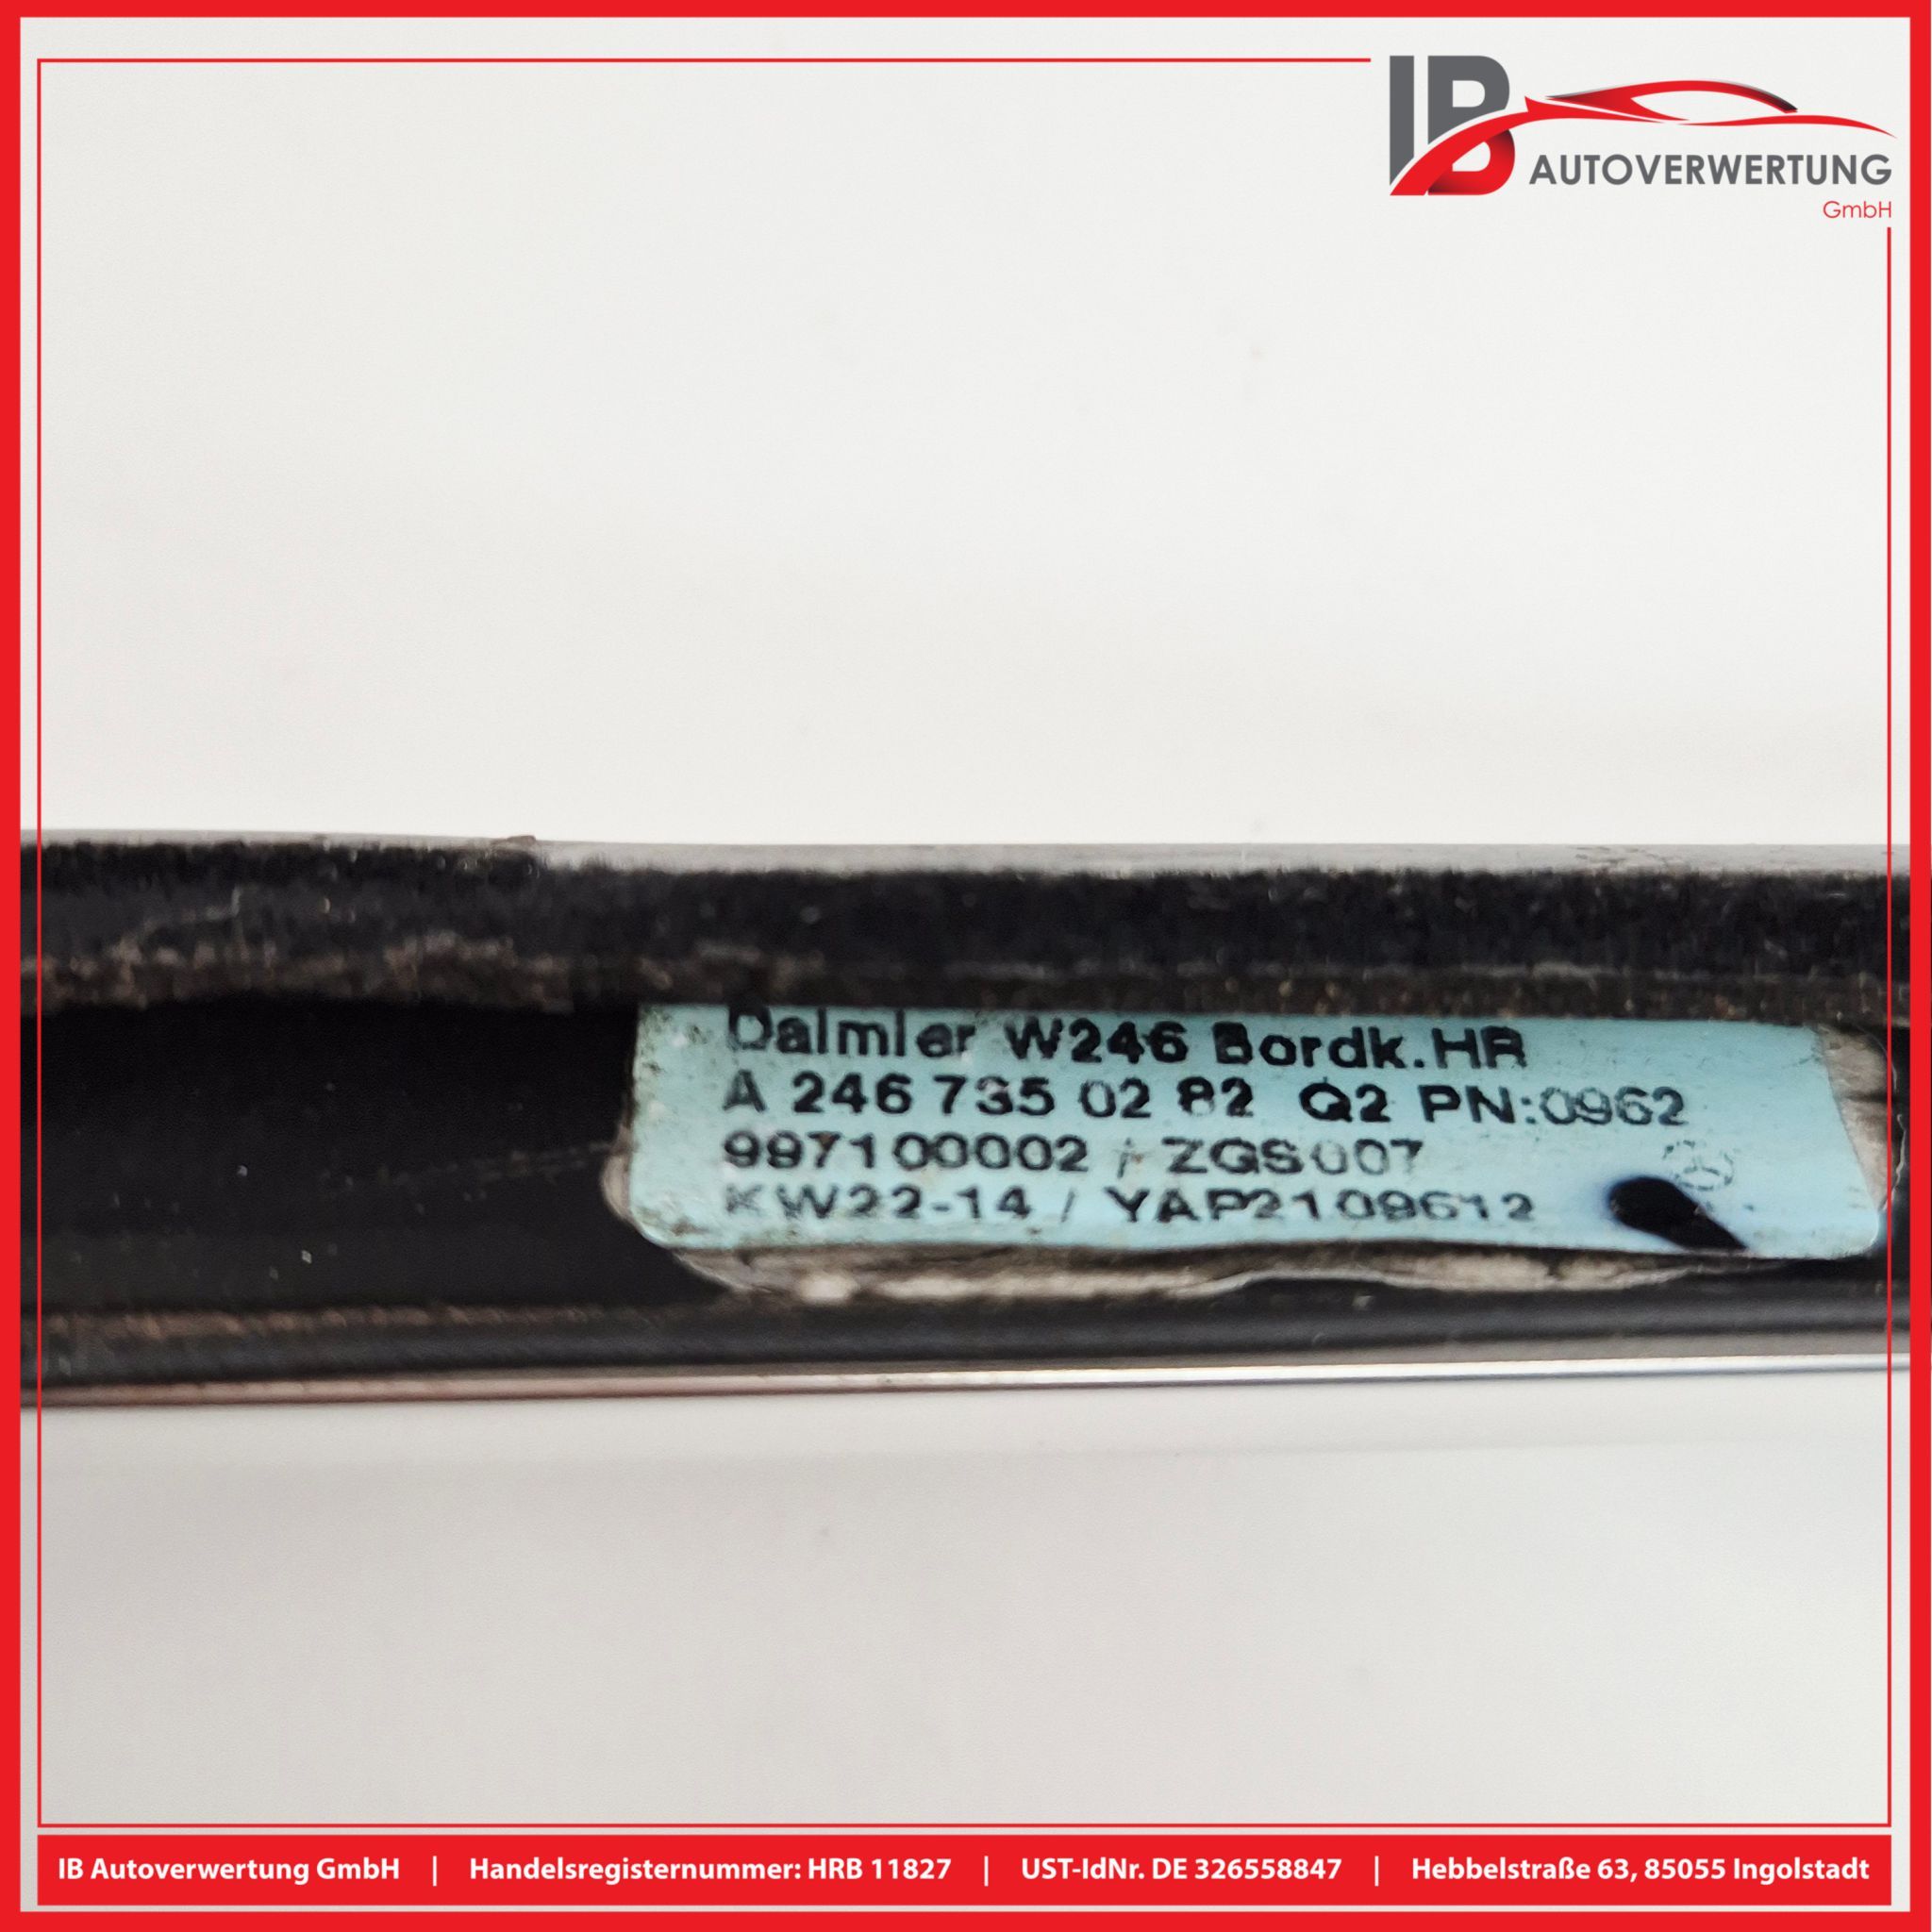 IB AUTOVERWERTUNG
GmbH
Daimler W246 Bordk.HR
A 246 735 02 82 Q2 PN:0962
997100002 / ZGS007
KW22-14 / YAP2109612
IB Autoverwertung GmbH | Handelsregisternummer: HRB 11827 | UST-IdNr. DE 326558847 | Hebbelstraße 63, 85055 Ingolstadt